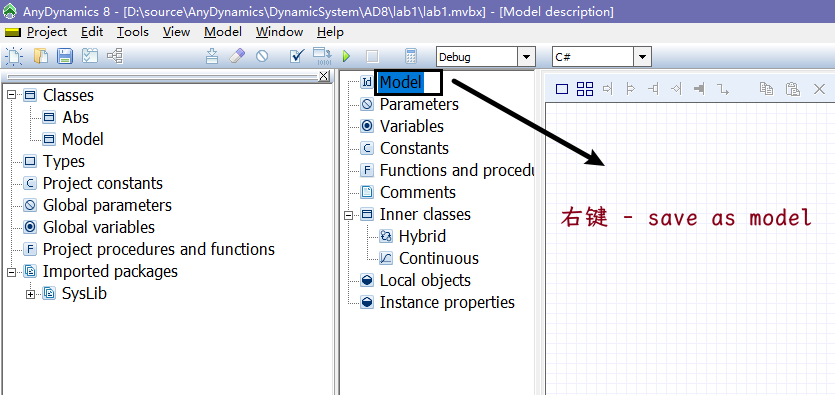 AnyDynamics 8 - [D:\source\AnyDynamics\DynamicSystem\AD8\lab1\lab1.mvbx] - [Model description]
Project Edit Tools View Model Window Help
Debug C#
Classes
Abs
Model
Types
Project constants
Global parameters
Global variables
Project procedures and functions
Imported packages
SysLib
Id Model
Parameters
Variables
C Constants
F Functions and procedu
Comments
Inner classes
Hybrid
Continuous
Local objects
Instance properties
右键 - save as model